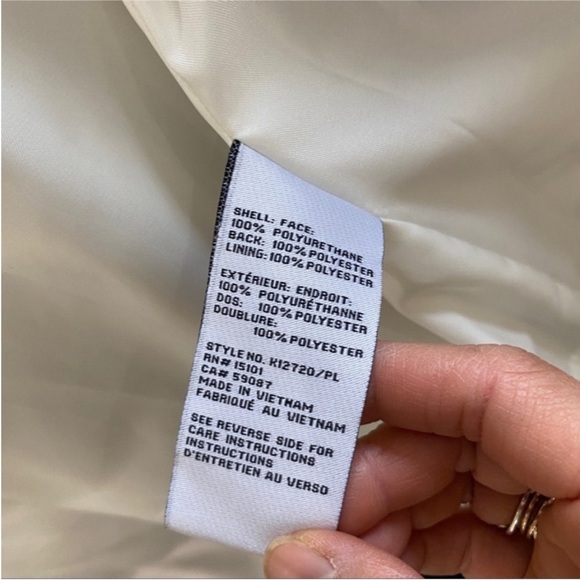 SHELL: FACE:
100% POLYURETHANE
BACK: 100% POLYESTER
LINING: 100% POLYESTER
EXTÉRIEUR: ENDROIT:
100% POLYURÉTHANNE
DOS: 100% POLYESTER
DOUBLURE:
100% POLYESTER
STYLE NO. K12720/PL
RN# 15101
CA# 59087
MADE IN VIETNAM
FABRIQUÉ AU VIETNAM
SEE REVERSE SIDE FOR
CARE INSTRUCTIONS
INSTRUCTIONS
D'ENTRETIEN AU VERSO